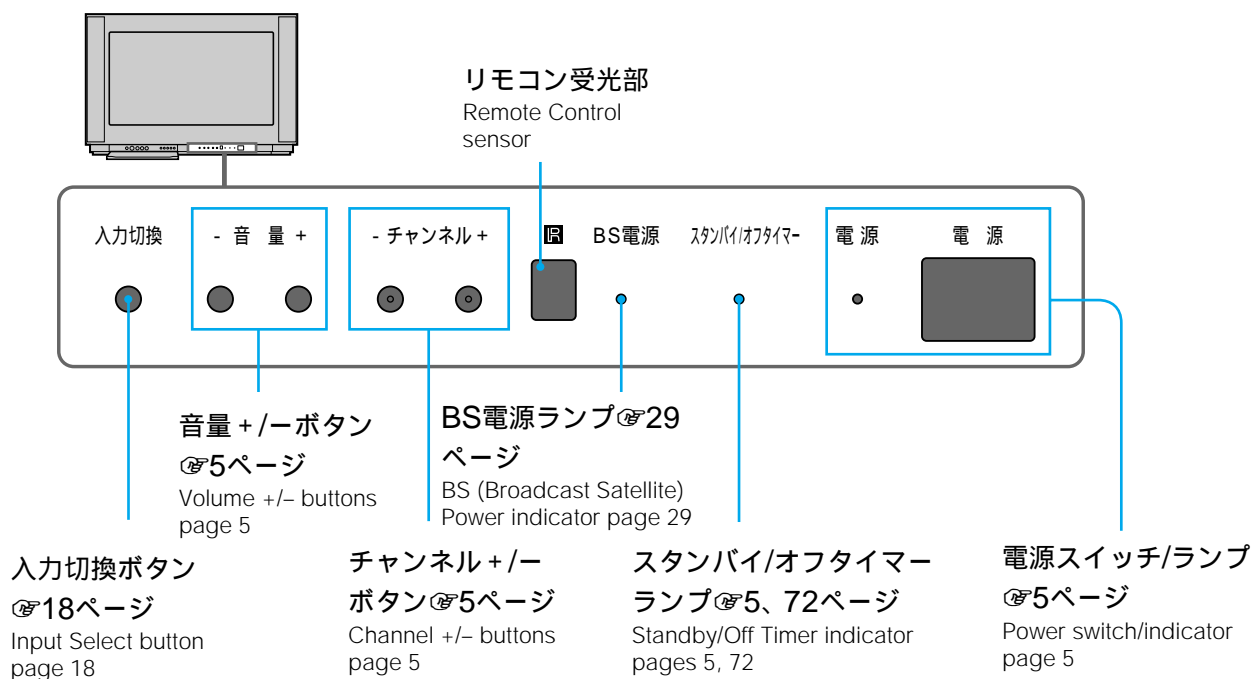 リモコン受光部
Remote Control
sensor
入力切換
- 音 量 +
- チャンネル +
IR
BS電源
スタンバイ/オフタイマー
電源
電 源
音量 + /ーボタン
☞5ページ
Volume +/– buttons
page 5
BS電源ランプ☞29
ページ
BS (Broadcast Satellite)
Power indicator page 29
入力切換ボタン
☞18ページ
Input Select button
page 18
チャンネル + /ー
ボタン☞5ページ
Channel +/– buttons
page 5
スタンバイ/オフタイマー
ランプ☞5、72ページ
Standby/Off Timer indicator
pages 5, 72
電源スイッチ/ランプ
☞5ページ
Power switch/indicator
page 5